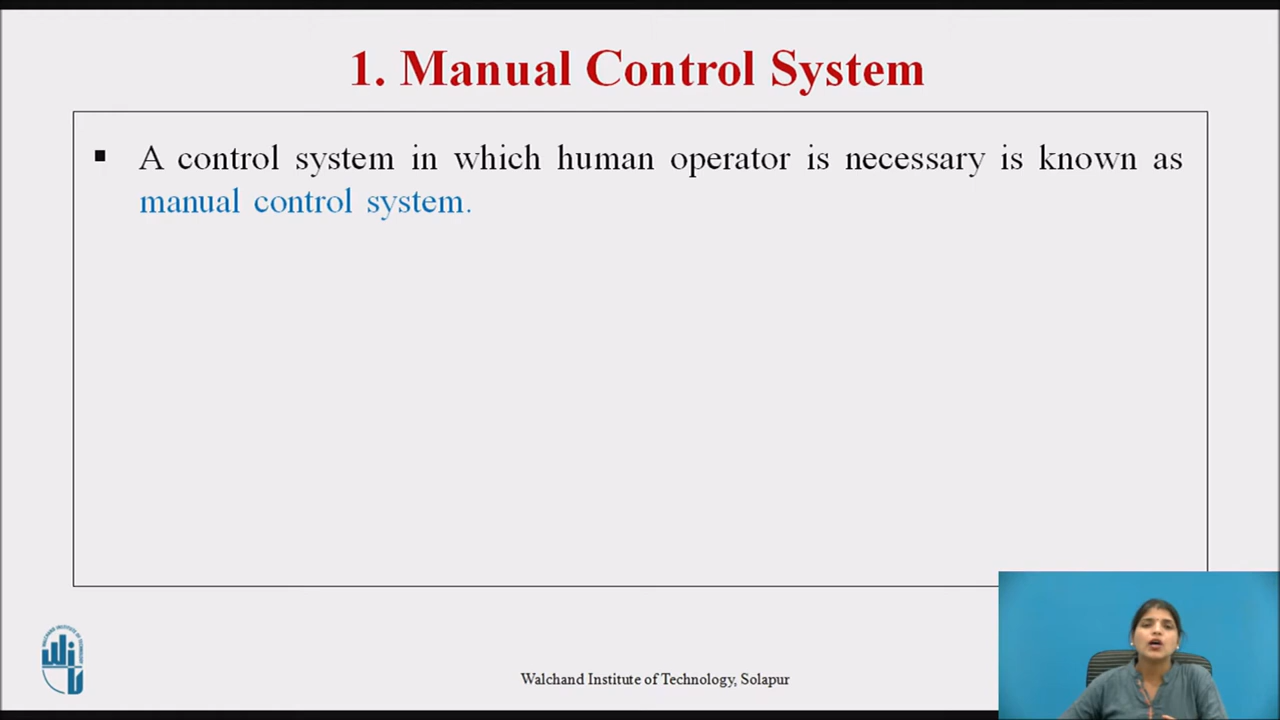 1. Manual Control System
▪ A control system in which human operator is necessary is known as
manual control system.
Walchand Institute of Technology, Solapur